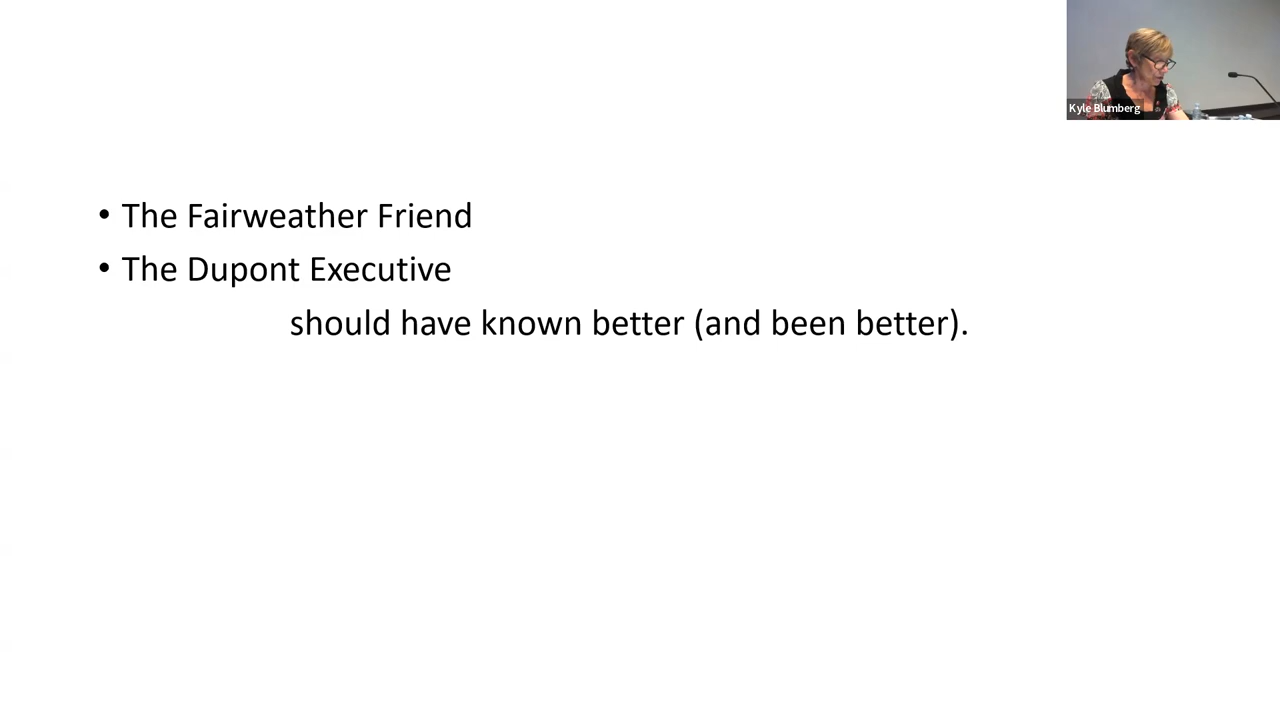 Kyle Blumberg
• The Fairweather Friend
• The Dupont Executive
should have known better (and been better).